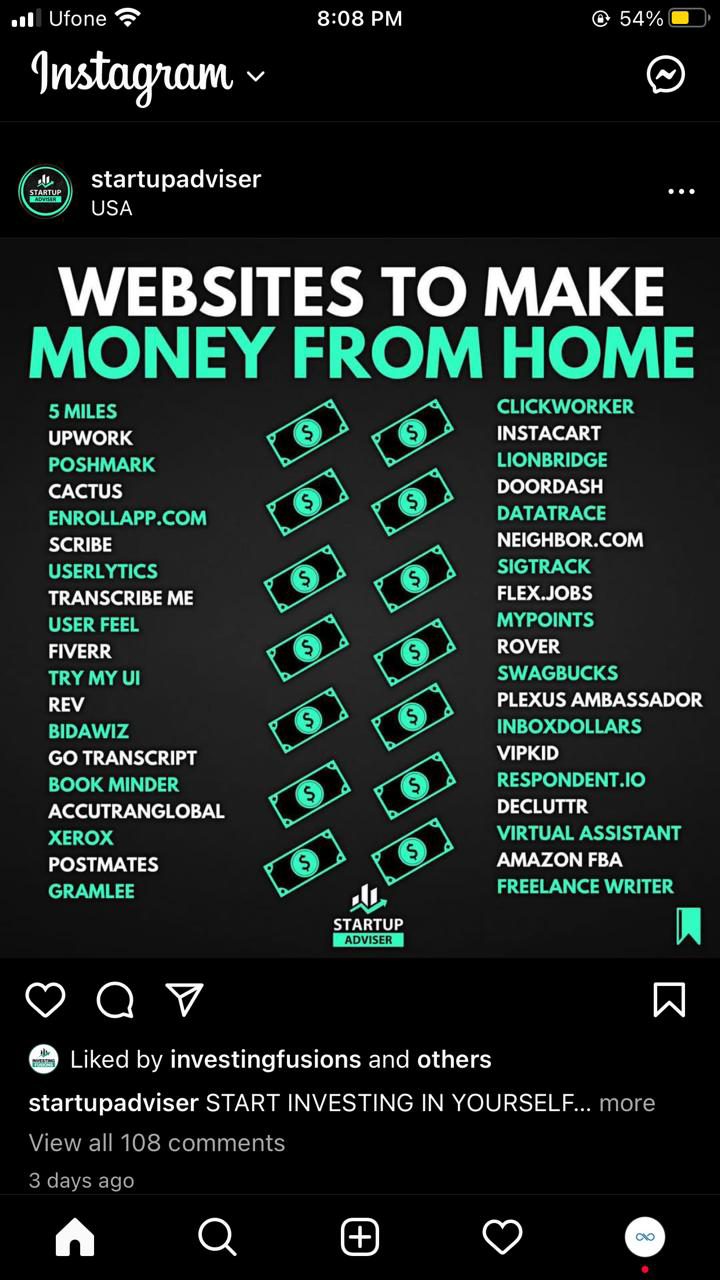 Ufone 8:08 PM 54%
Instagram
startupadviser
USA
STARTUP
ADVISER
WEBSITES TO MAKE
MONEY FROM HOME
5 MILES
UPWORK
POSHMARK
CACTUS
ENROLLAPP.COM
SCRIBE
USERLYTICS
TRANSCRIBE ME
USER FEEL
FIVERR
TRY MY UI
REV
BIDAWIZ
GO TRANSCRIPT
BOOK MINDER
ACCUTRANGLOBAL
XEROX
POSTMATES
GRAMLEE
CLICKWORKER
INSTACART
LIONBRIDGE
DOORDASH
DATATRACE
NEIGHBOR.COM
SIGTRACK
FLEX.JOBS
MYPOINTS
ROVER
SWAGBUCKS
PLEXUS AMBASSADOR
INBOXDOLLARS
VIPKID
RESPONDENT.IO
DECLUTTR
VIRTUAL ASSISTANT
AMAZON FBA
FREELANCE WRITER
STARTUP
ADVISER
Liked by investingfusions and others
startupadviser START INVESTING IN YOURSELF... more
View all 108 comments
3 days ago